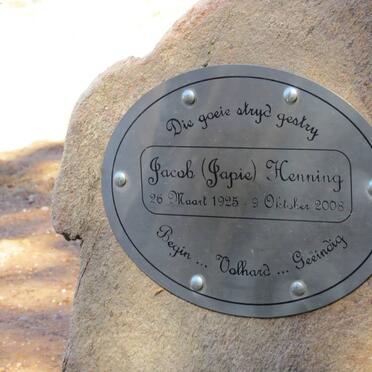 Die goeie stryd gestry
Jacob (Japie) Henning
26 Maart 1925 - 9 Oktober 2008
Begin ... Volhard ... Geëindig